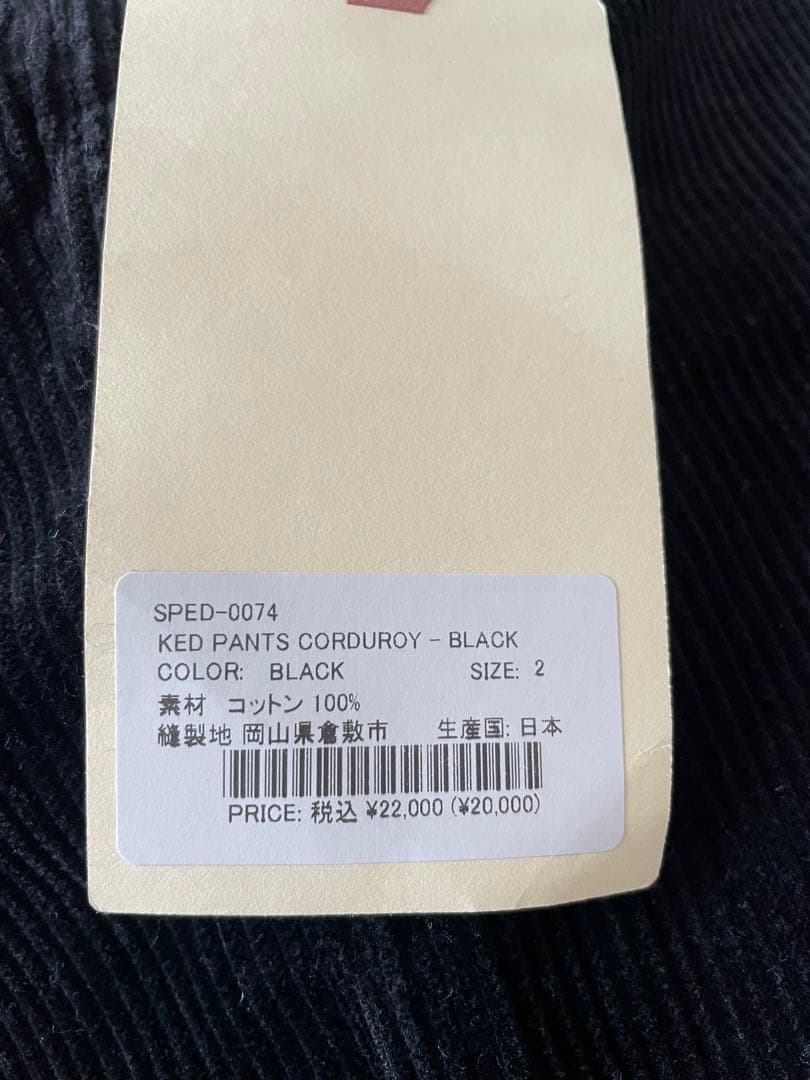 SPED-0074
KED PANTS CORDUROY - BLACK
COLOR: BLACK SIZE: 2
素材 コットン 100%
縫製地 岡山県倉敷市 生産国: 日本
PRICE: 税込 ¥22,000 (¥20,000)